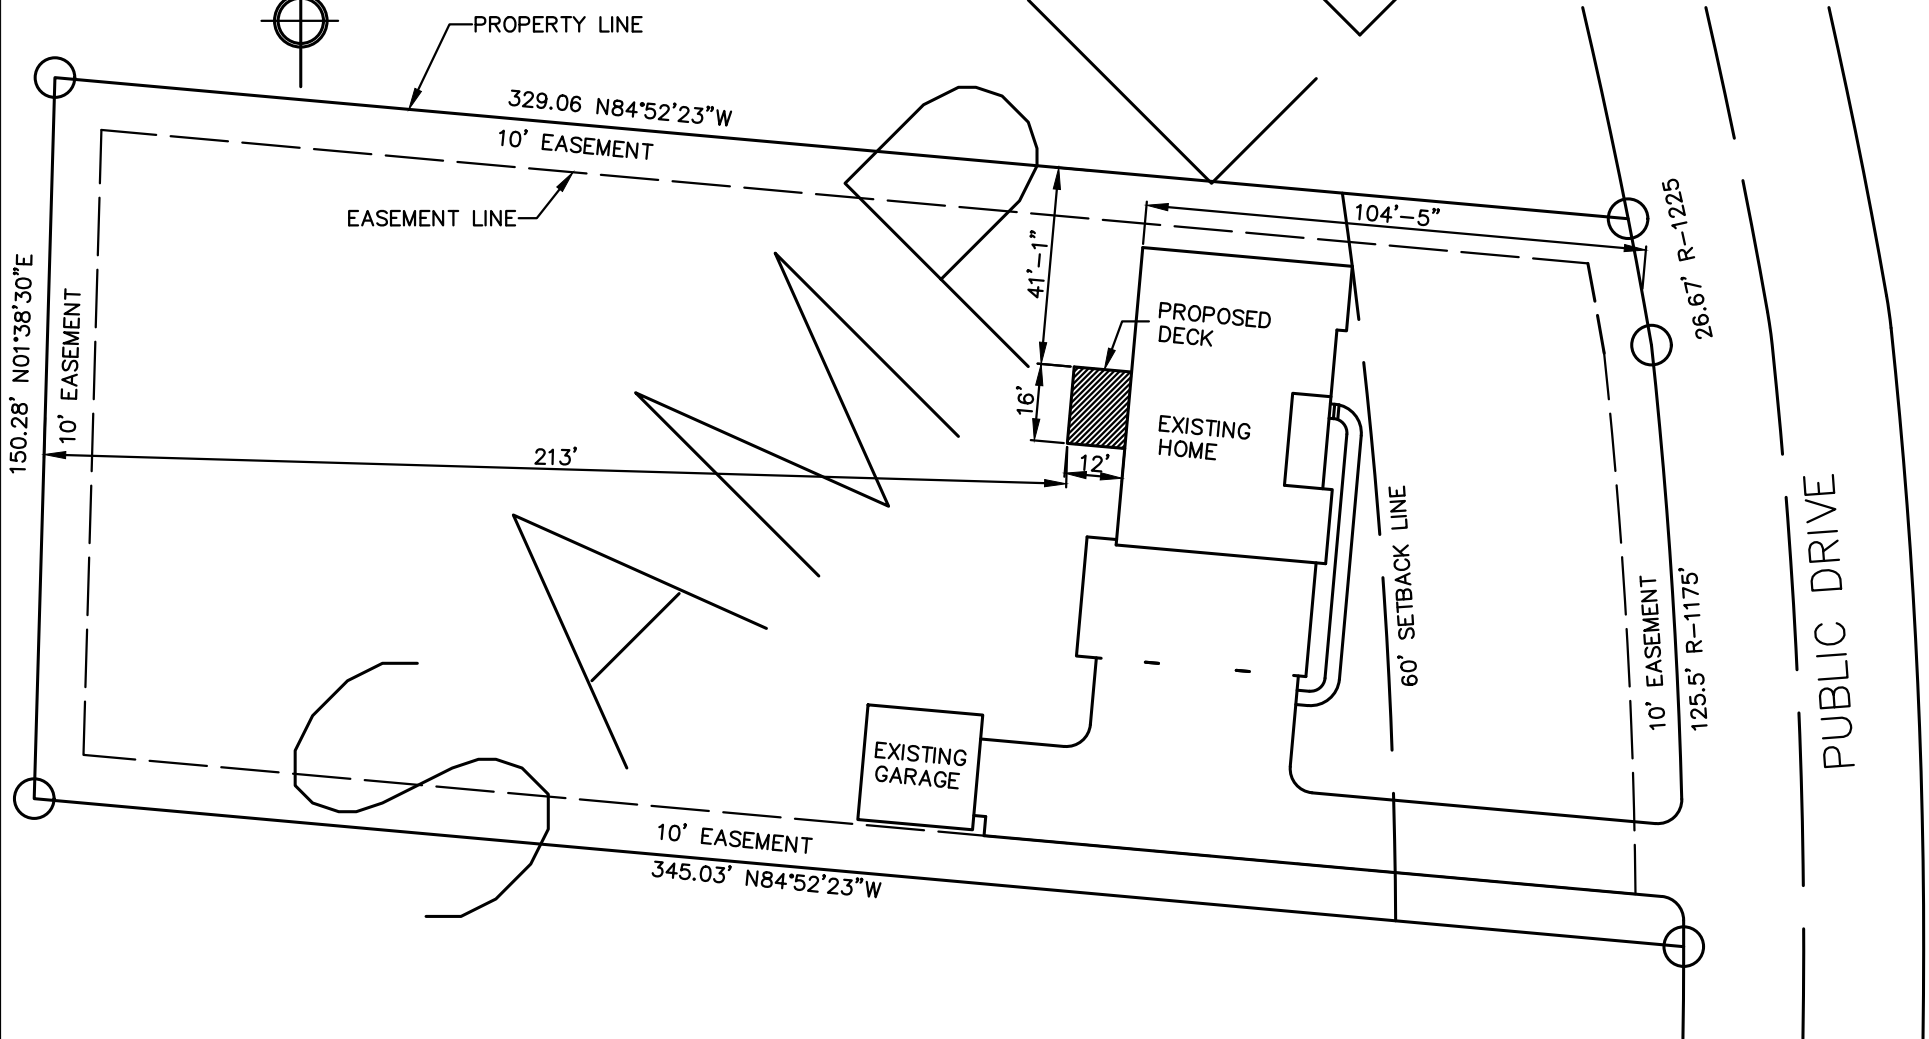 PROPERTY LINE
329.06 N84°52'23"W
10' EASEMENT
EASEMENT LINE
150.28' N01°38'30"E
10' EASEMENT
104'-5"
26.67' R-1225
41'-1"
PROPOSED
DECK
16'
EXISTING
HOME
213'
12'
60' SETBACK LINE
10' EASEMENT
125.5' R-1175'
PUBLIC DRIVE
EXISTING
GARAGE
10' EASEMENT
345.03' N84°52'23"W
SAMPLE